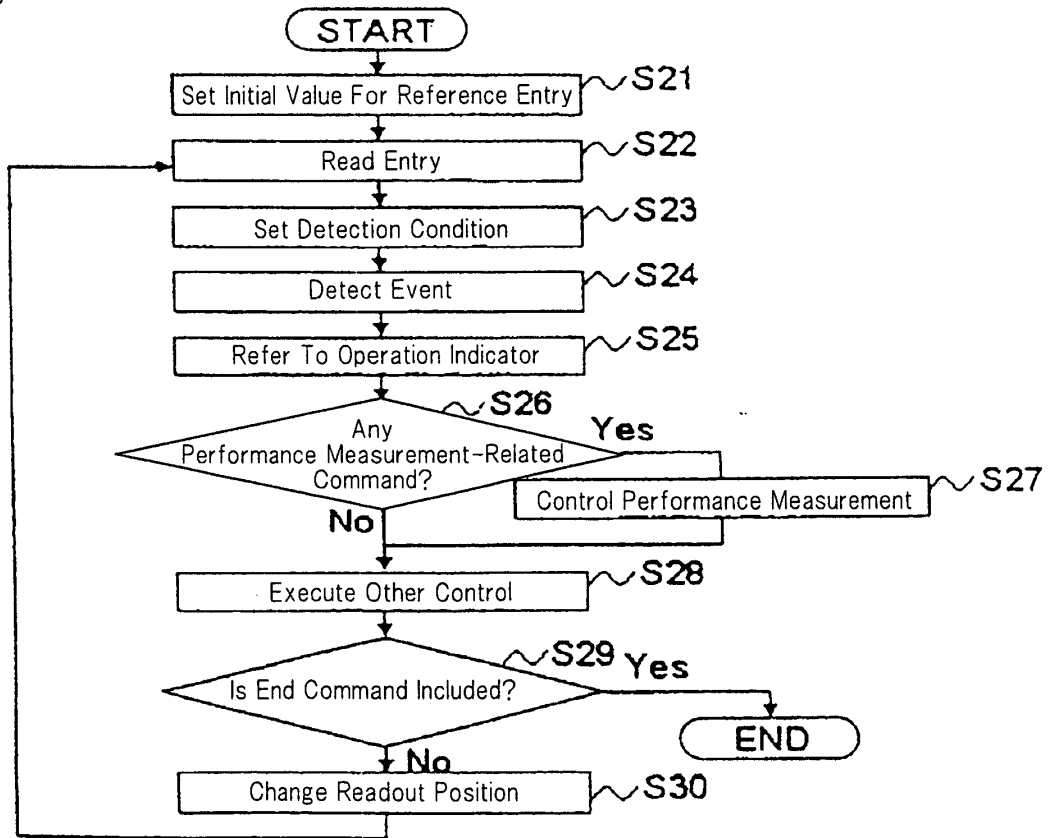 START
Set Initial Value For Reference Entry
S21
Read Entry
S22
Set Detection Condition
S23
Detect Event
S24
Refer To Operation Indicator
S25
S26
Any
Performance Measurement-Related
Command?
Yes
Control Performance Measurement
S27
No
Execute Other Control
S28
S29
Is End Command Included?
Yes
END
No
Change Readout Position
S30